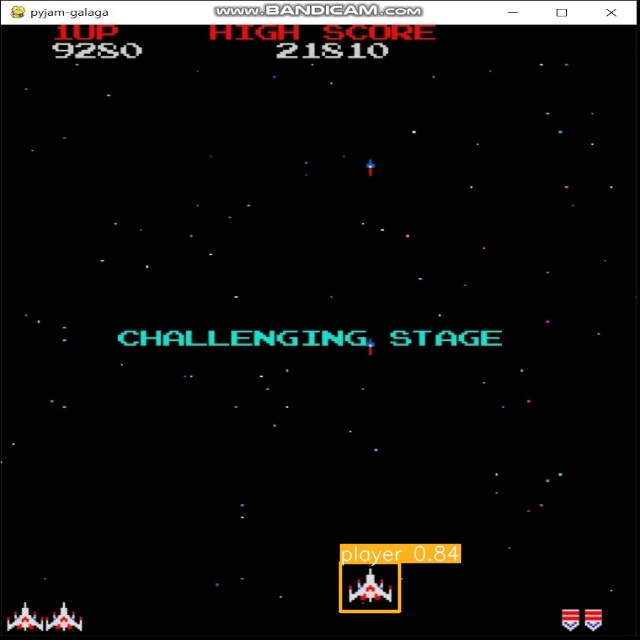 www.BANDICAM.com
pyjam-galaga
1UP HIGH SCORE
9280 21810
CHALLENGING STAGE
player 0.84